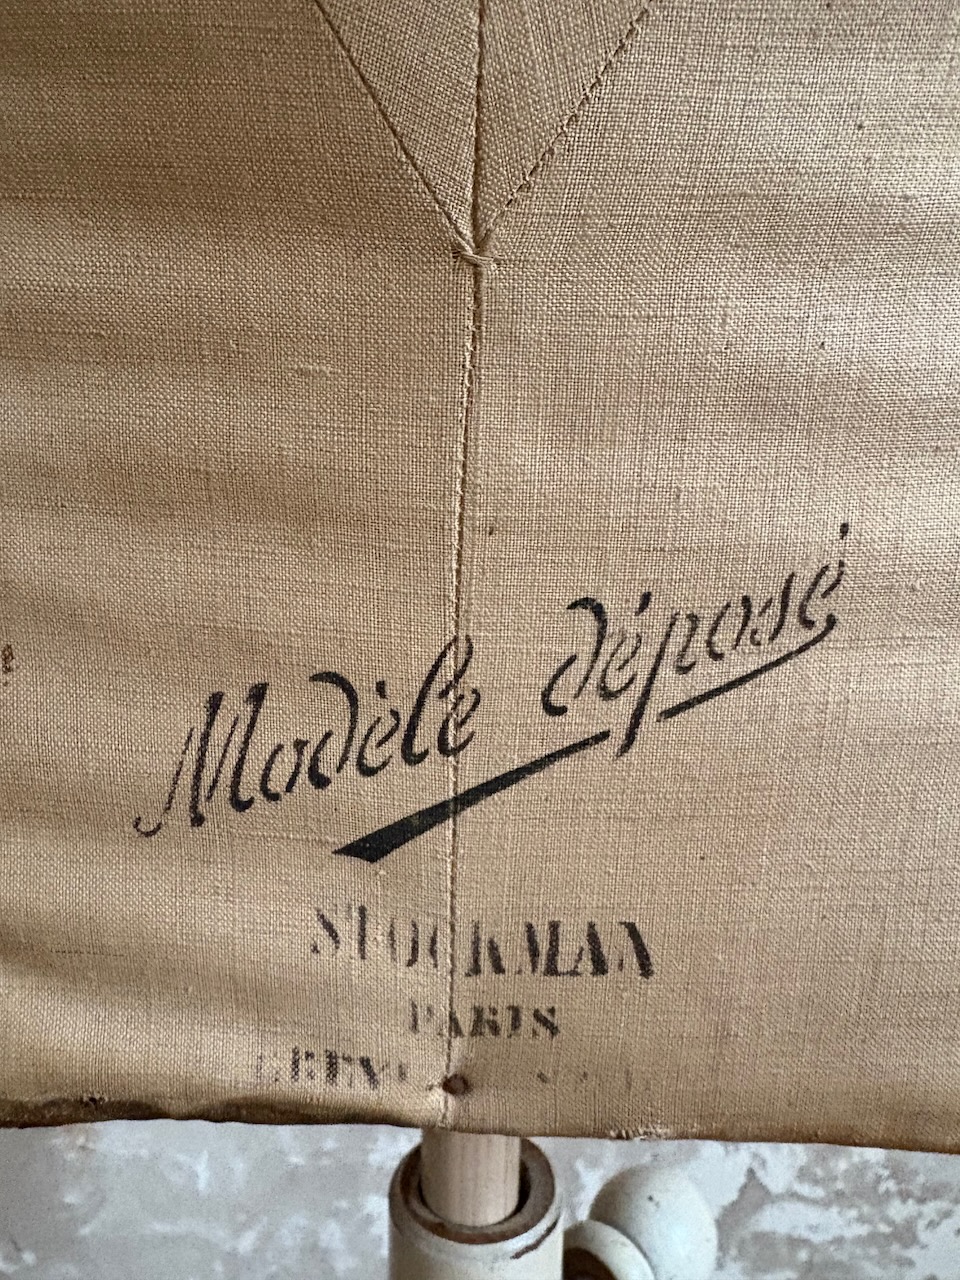 Modèle déposé
STOCKMAN
PARIS